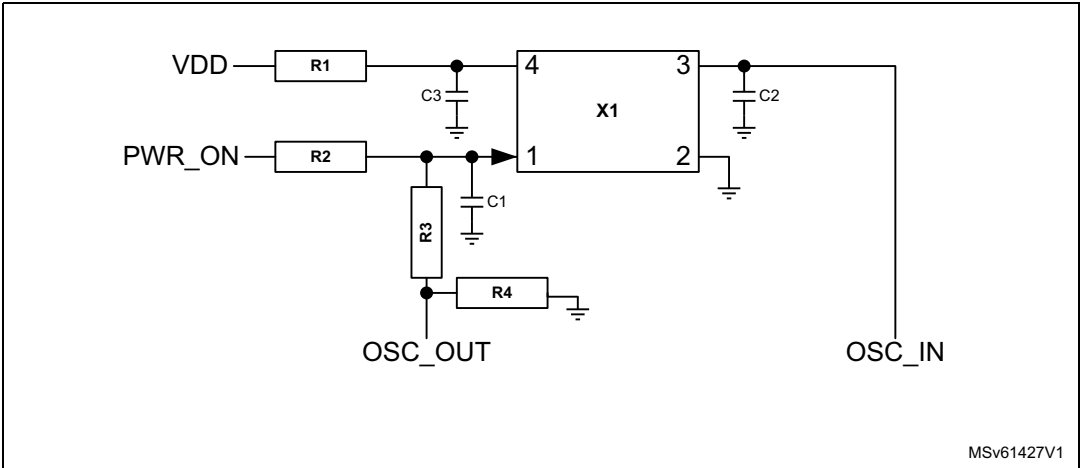 VDD R1 4 3
C3 C2
X1
PWR_ON R2 1 2
C1
R3
R4
OSC_OUT OSC_IN
MSv61427V1